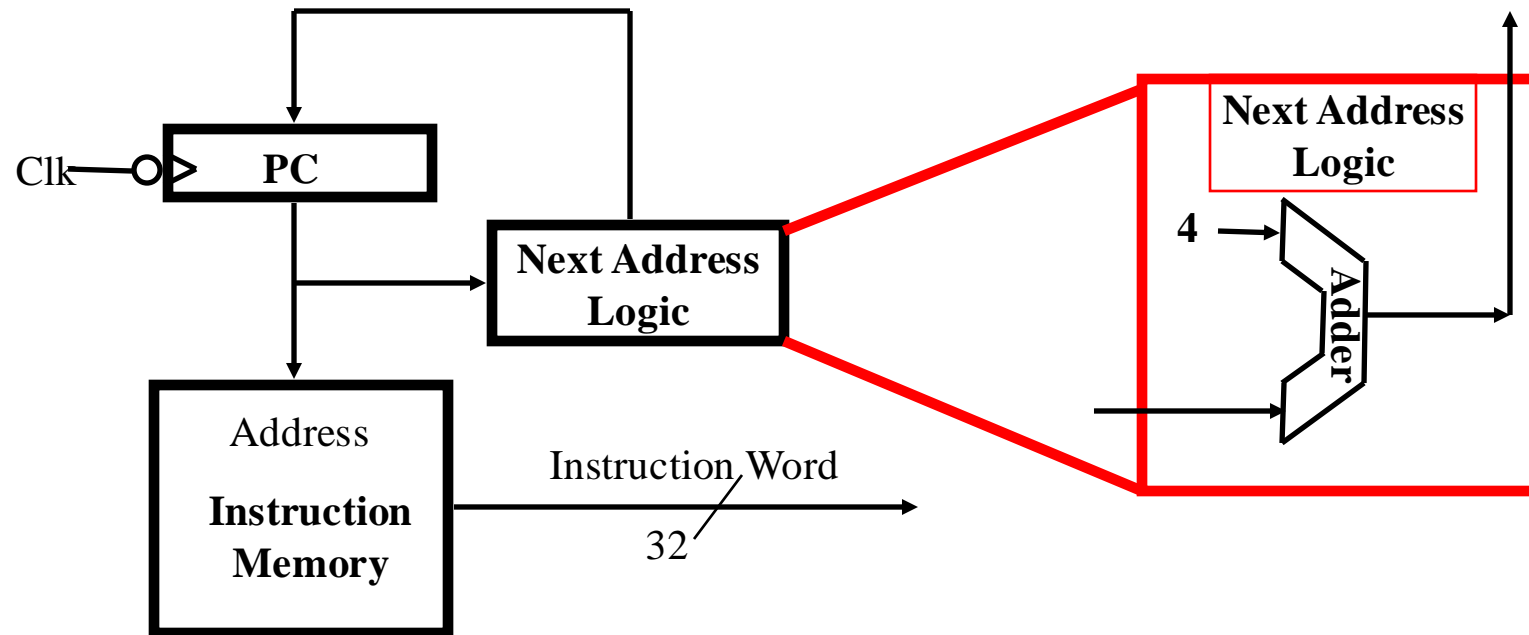 Clk
PC
Next Address
Logic
Address
Instruction
Memory
Instruction Word
32
Next Address
Logic
4
Adder